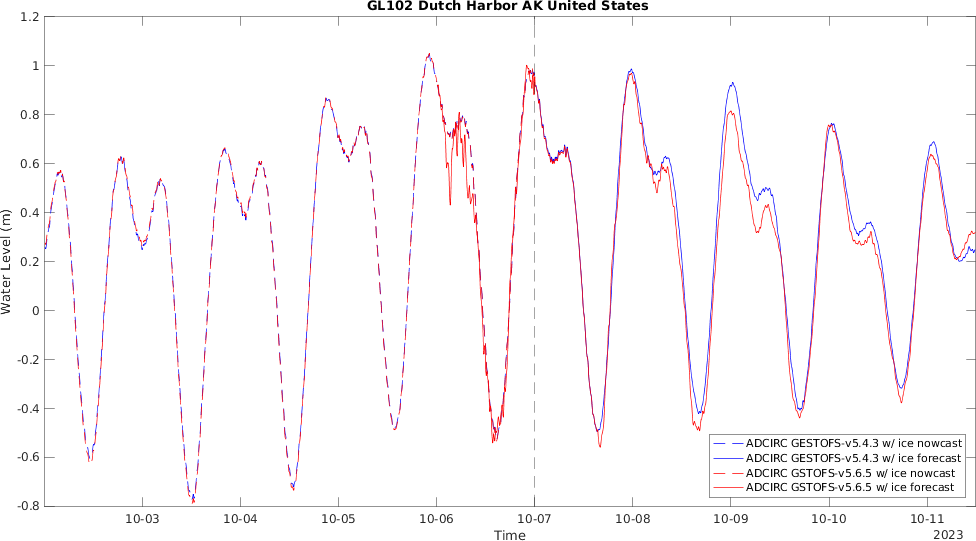 GL102 Dutch Harbor AK United States
1.2
1
0.8
0.6
0.4
0.2
0
-0.2
-0.4
-0.6
-0.8
Water Level (m)
ADCIRC GESTOFS-v5.4.3 w/ ice nowcast
ADCIRC GESTOFS-v5.4.3 w/ ice forecast
ADCIRC GSTOFS-v5.6.5 w/ ice nowcast
ADCIRC GSTOFS-v5.6.5 w/ ice forecast
10-03 10-04 10-05 10-06 10-07 10-08 10-09 10-10 10-11
Time
2023